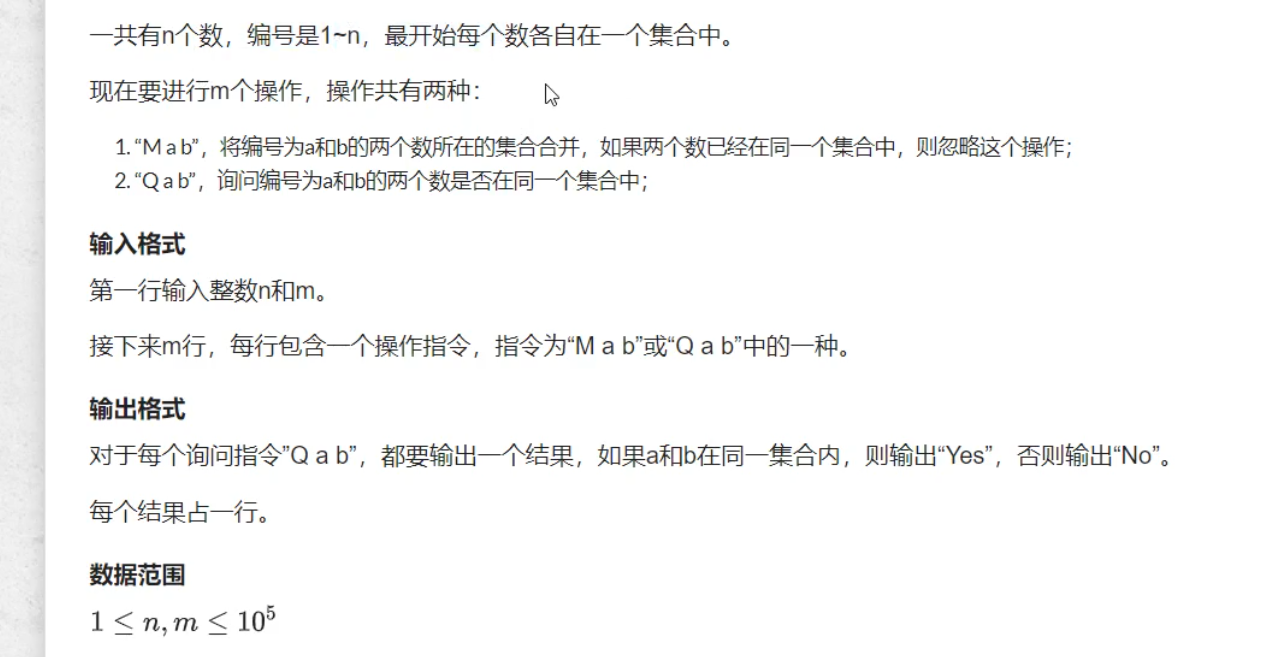 一共有n个数，编号是1~n，最开始每个数各自在一个集合中。
现在要进行m个操作，操作共有两种：
1. “M a b”，将编号为a和b的两个数所在的集合合并，如果两个数已经在同一个集合中，则忽略这个操作；
2. “Q a b”，询问编号为a和b的两个数是否在同一个集合中；
输入格式
第一行输入整数n和m。
接下来m行，每行包含一个操作指令，指令为“M a b”或“Q a b”中的一种。
输出格式
对于每个询问指令”Q a b”，都要输出一个结果，如果a和b在同一集合内，则输出“Yes”，否则输出“No”。
每个结果占一行。
数据范围
1 ≤ n, m ≤ 10⁵